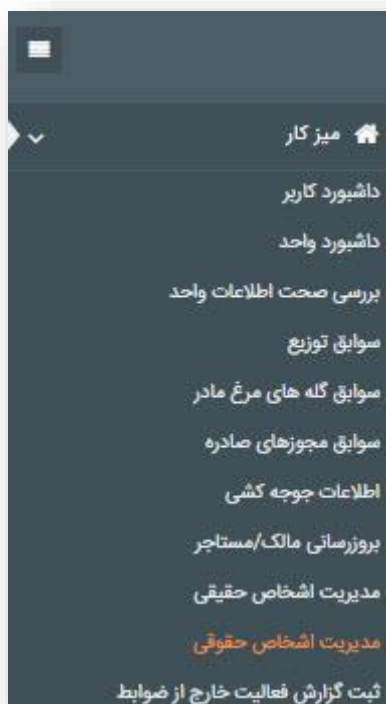 میز کار
داشبورد کاربر
داشبورد واحد
بررسی صحت اطلاعات واحد
سوابق توزیع
سوابق گله های مرغ مادر
سوابق مجوزهای صادره
اطلاعات جوجه کشی
بروزرسانی مالک/مستاجر
مدیریت اشخاص حقیقی
مدیریت اشخاص حقوقی
ثبت گزارش فعالیت خارج از ضوابط